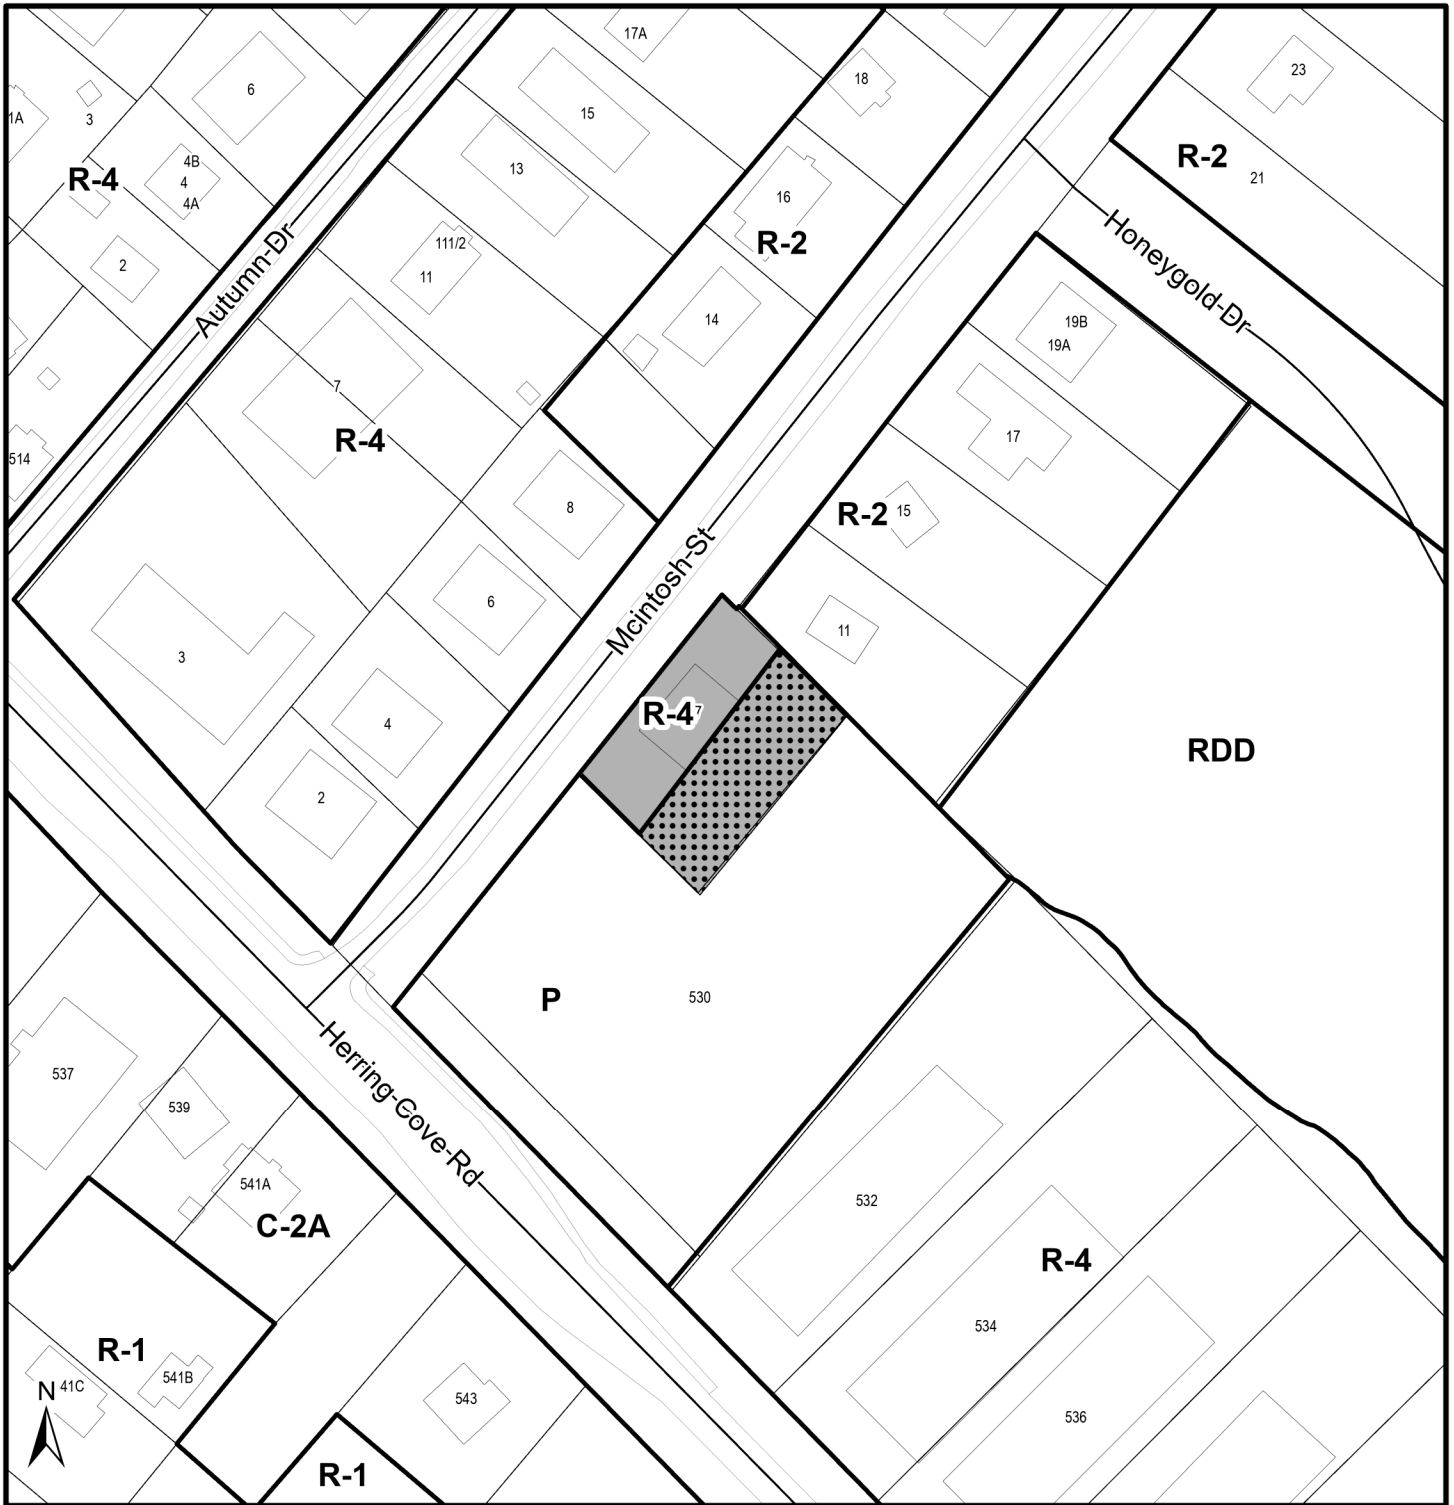 17A
6
18
23
15
1A
3
13
R-2
4B
4
4A
R-4
21
16
Autumn-Dr
111/2
R-2
Honeygold-Dr
2
11
14
19B
19A
7
R-4
17
514
8
R-2
15
Mcintosh-St
6
11
3
R-4
7
4
RDD
2
P
530
537
Herring-Cove-Rd
539
541A
532
C-2A
R-4
534
R-1
541B
N
41C
543
536
R-1